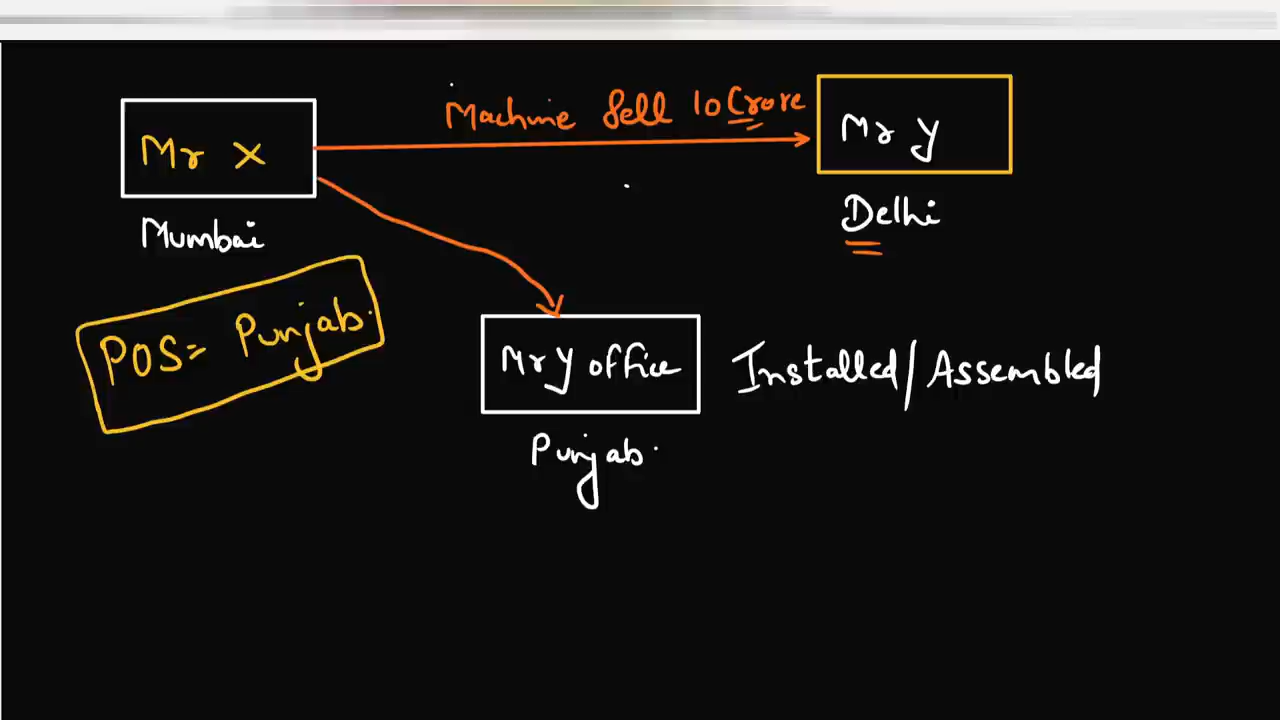 Machine Sell 10 Crore
Mr X
Mr y
Mumbai
Delhi
POS= Punjab.
Mr y office
Installed/Assembled
Punjab.